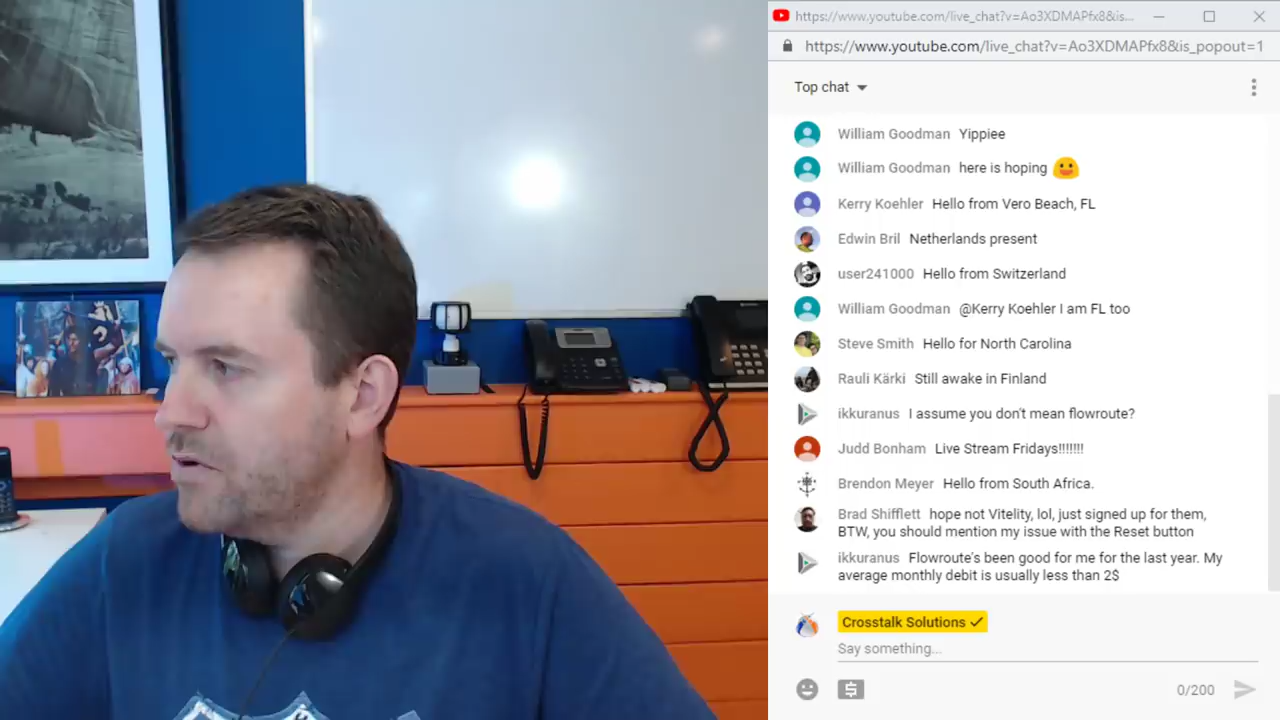 https://www.youtube.com/live_chat?v=Ao3XDMAPfx8&is...
https://www.youtube.com/live_chat?v=Ao3XDMAPfx8&is_popout=1
Top chat
William Goodman Yippiee
William Goodman here is hoping
Kerry Koehler Hello from Vero Beach, FL
Edwin Bril Netherlands present
user241000 Hello from Switzerland
William Goodman @Kerry Koehler I am FL too
Steve Smith Hello for North Carolina
Rauli Kärki Still awake in Finland
ikkuranus I assume you don't mean flowroute?
Judd Bonham Live Stream Fridays!!!!!!!
Brendon Meyer Hello from South Africa.
Brad Shifflett hope not Vitelity, lol, just signed up for them,
BTW, you should mention my issue with the Reset button
ikkuranus Flowroute's been good for me for the last year. My
average monthly debit is usually less than 2$
Crosstalk Solutions
Say something...
0/200